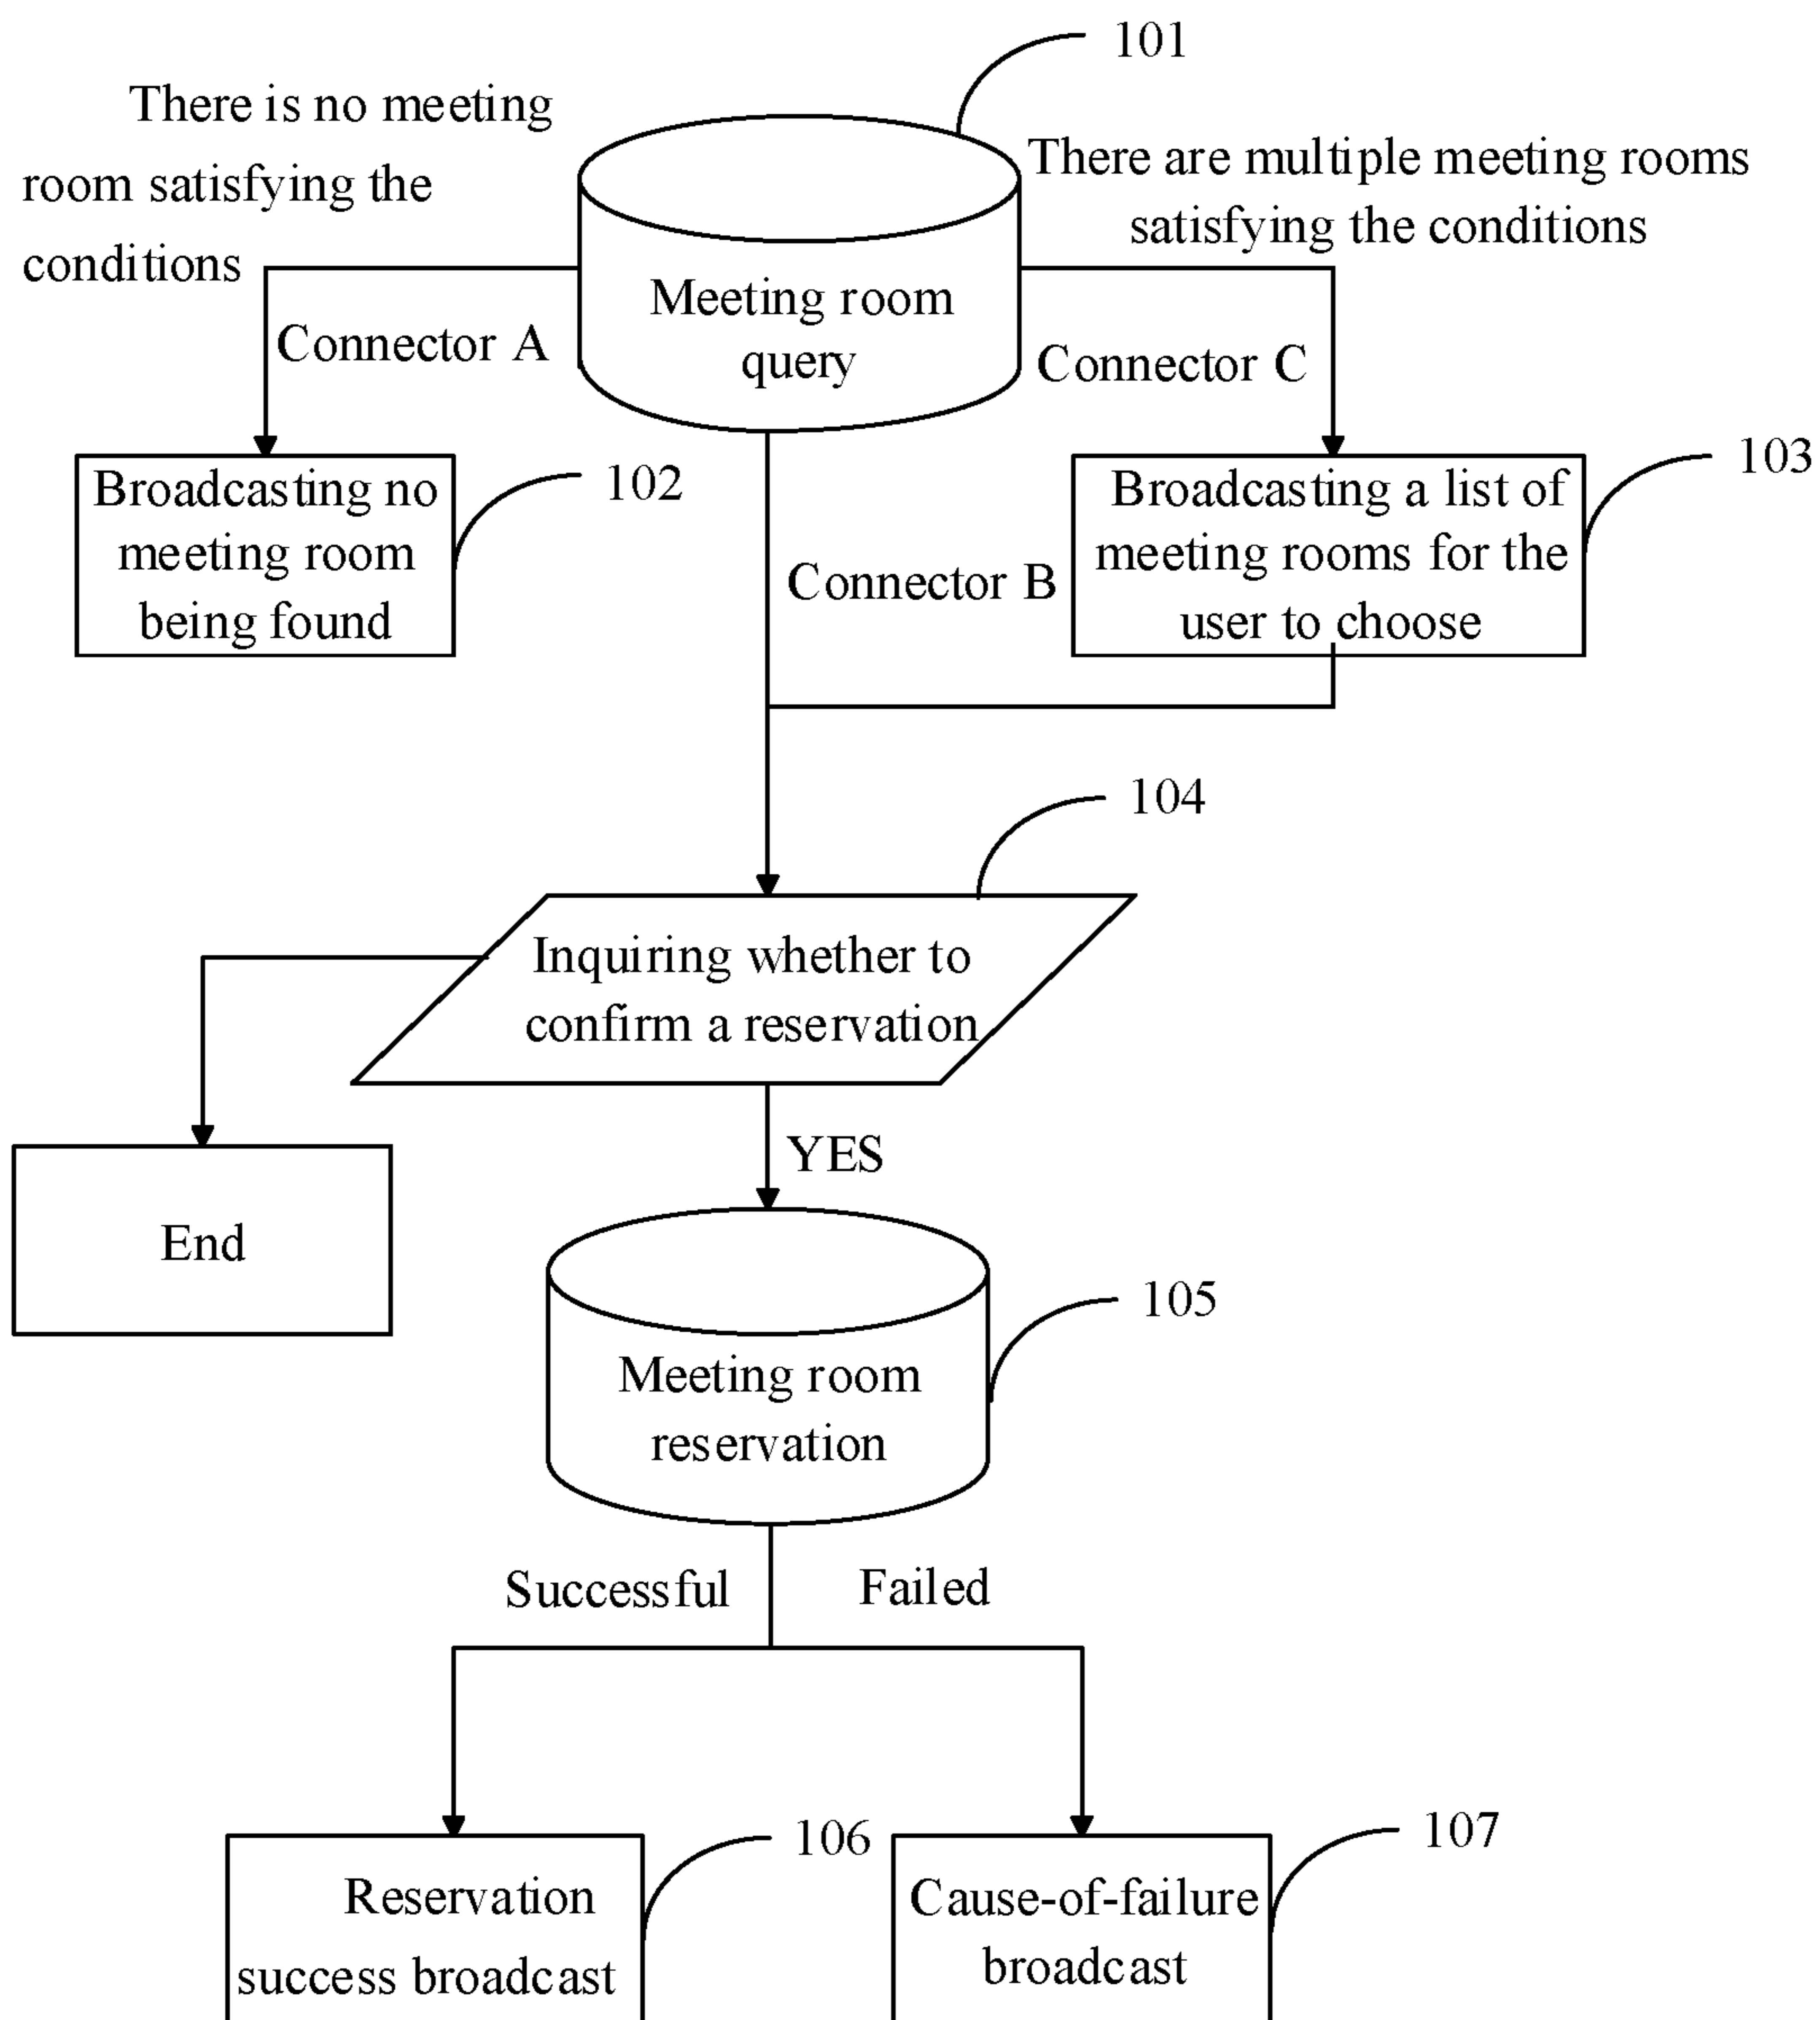 101
There is no meeting
room satisfying the
conditions
There are multiple meeting rooms
satisfying the conditions
Meeting room
query
Connector A
Connector C
Broadcasting no
meeting room
being found
102
Connector B
Broadcasting a list of
meeting rooms for the
user to choose
103
104
Inquiring whether to
confirm a reservation
YES
End
105
Meeting room
reservation
Successful
Failed
106
Reservation
success broadcast
107
Cause-of-failure
broadcast